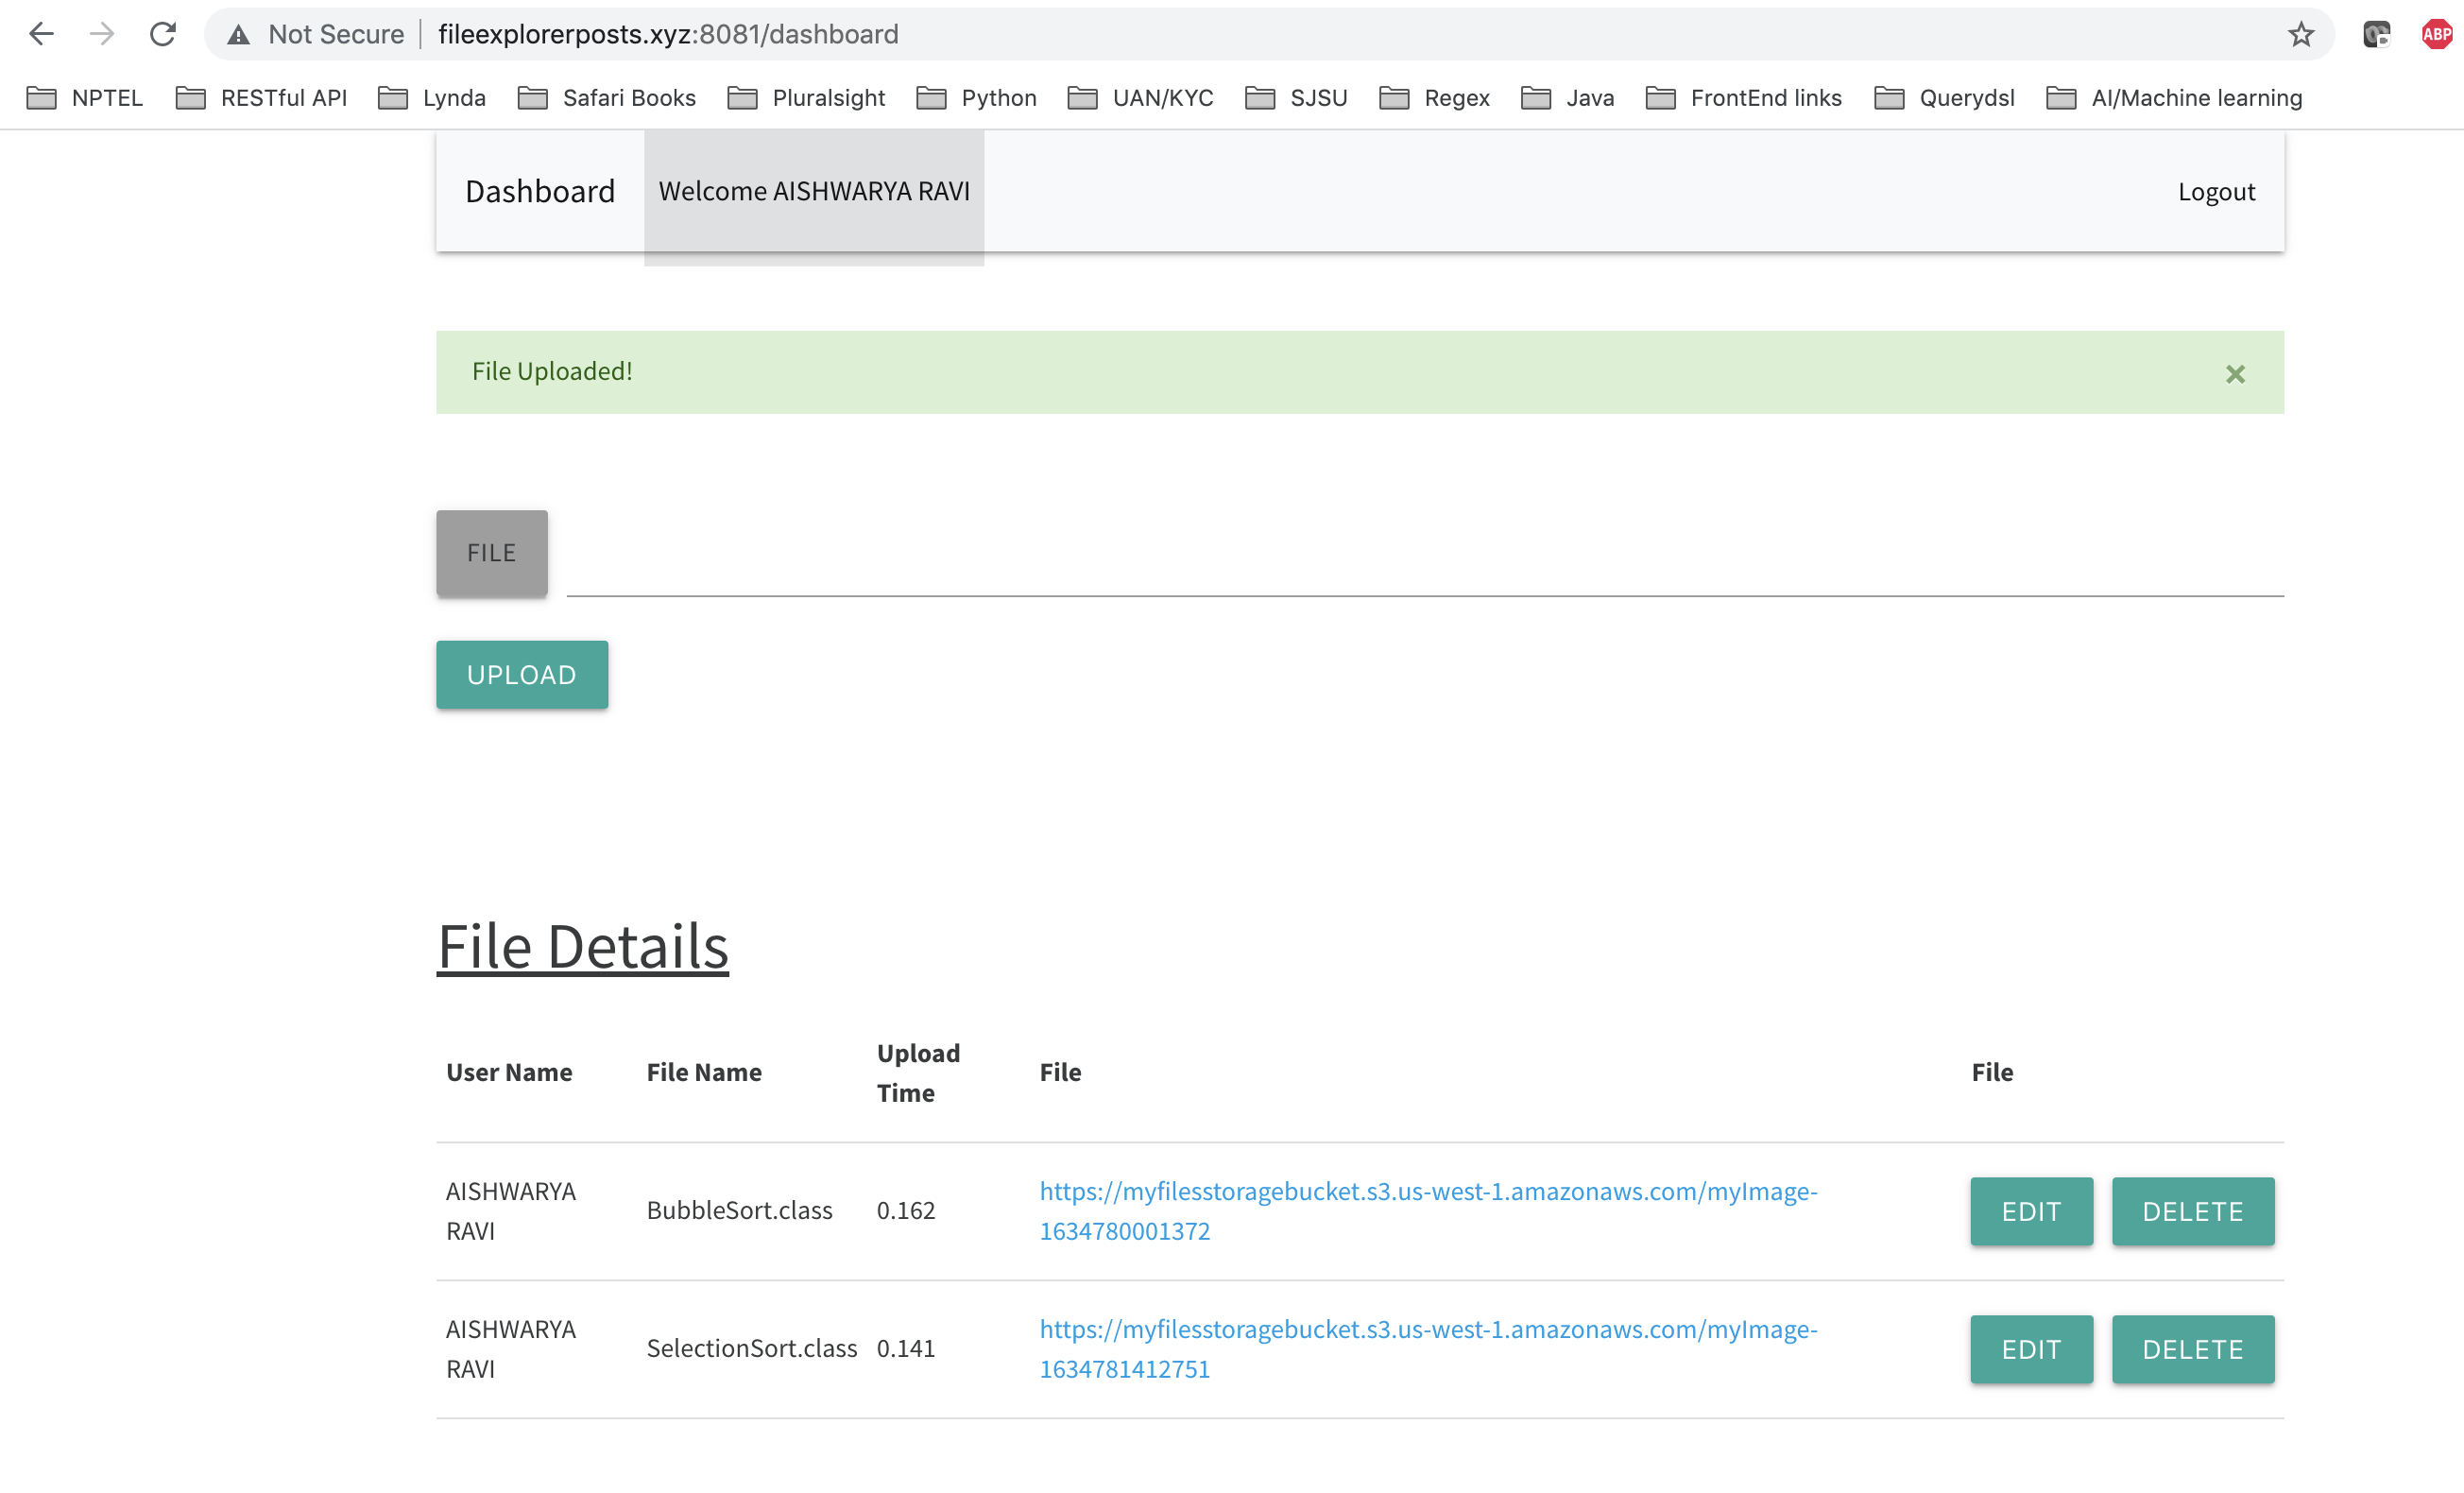 Not Secure fileexplorerposts.xyz:8081/dashboard
ABP
NPTEL RESTful API Lynda Safari Books Pluralsight Python UAN/KYC SJSU Regex Java FrontEnd links Querydsl AI/Machine learning
Dashboard Welcome AISHWARYA RAVI Logout
File Uploaded! ×
FILE
UPLOAD
File Details
User Name File Name Upload Time File File
AISHWARYA RAVI BubbleSort.class 0.162 https://myfilesstoragebucket.s3.us-west-1.amazonaws.com/myImage-1634780001372 EDIT DELETE
AISHWARYA RAVI SelectionSort.class 0.141 https://myfilesstoragebucket.s3.us-west-1.amazonaws.com/myImage-1634781412751 EDIT DELETE